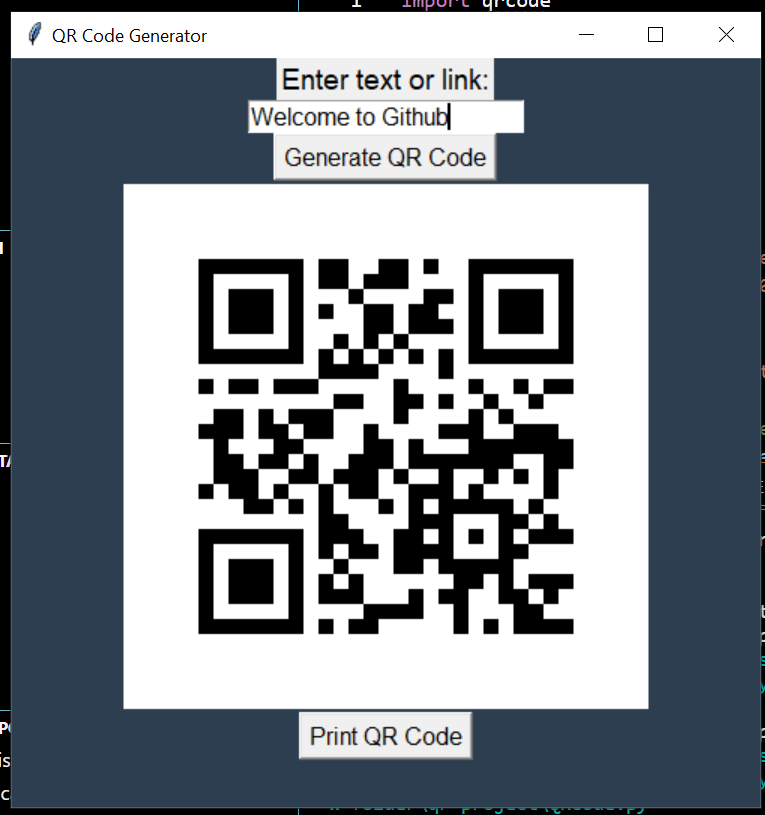 1 import qrcode
QR Code Generator
Enter text or link:
Welcome to Github
Generate QR Code
Print QR Code